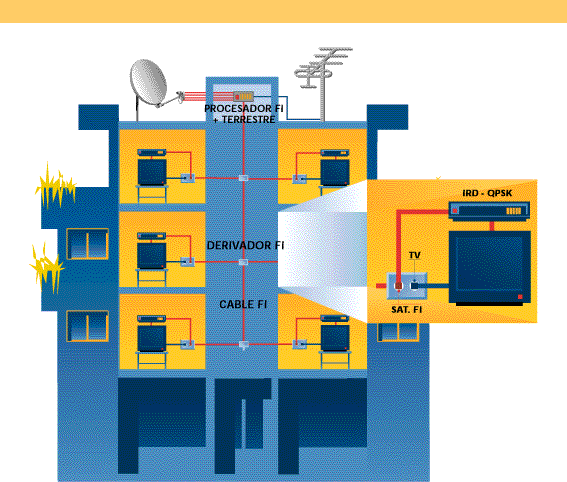 PROCESADOR FI
+ TERRESTRE
IRD - QPSK
DERIVADOR FI
TV
CABLE FI
SAT. FI